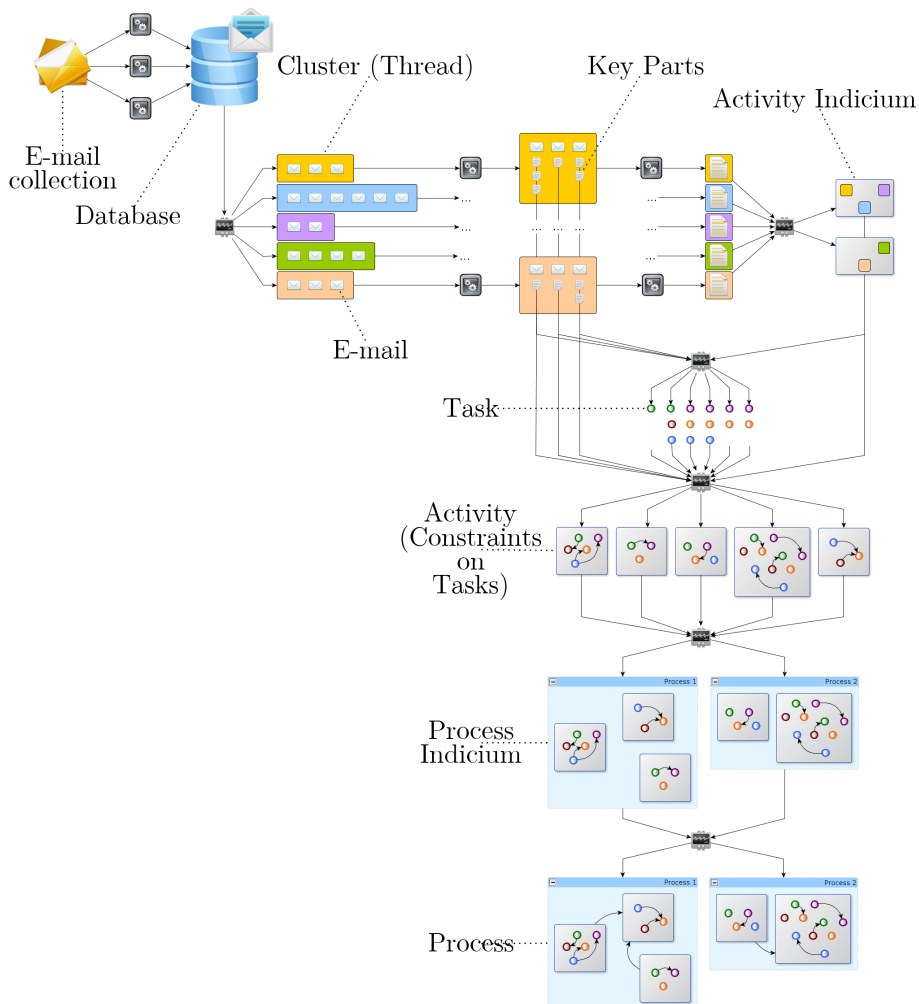 Cluster (Thread)
Key Parts
Activity Indicium
E-mail
collection
Database
...
...
...
...
...
...
...
...
E-mail
Task
Activity
(Constraints
on
Tasks)
Process 1
Process 2
Process
Indicium
Process 1
Process 2
Process